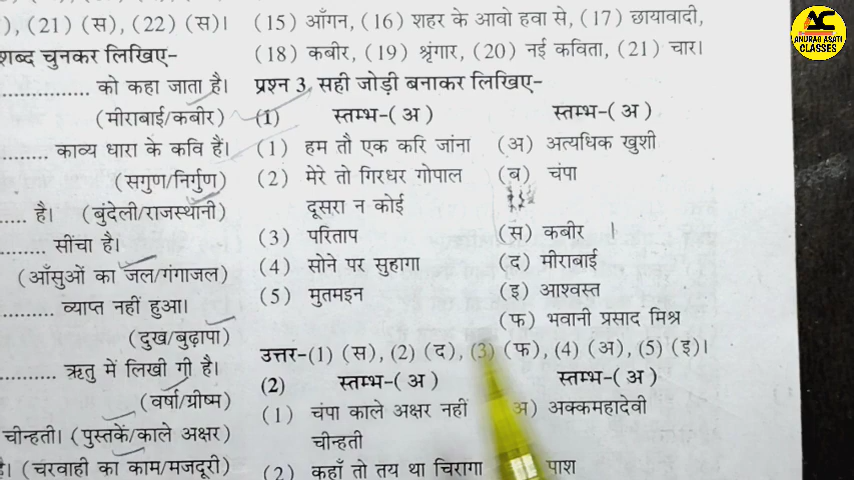 ), (21) (स), (22) (स)।
शब्द चुनकर लिखिए-
................ को कहा जाता है।
(मीराबाई/कबीर)
......... काव्य धारा के कवि हैं।
(सगुण/निर्गुण)
.... है। (बुंदेली/राजस्थानी)
......... सींचा है।
(आँसुओं का जल/गंगाजल)
.......... व्याप्त नहीं हुआ।
(दुख/बुढ़ापा)
......... ऋतु में लिखी गी है।
(वर्षा/ग्रीष्म)
चीन्हती। (पुस्तकें/काले अक्षर)
है। (चरवाही का काम/मजदूरी)
(15) आँगन, (16) शहर के आवो हवा से, (17) छायावादी,
(18) कबीर, (19) श्रृंगार, (20) नई कविता, (21) चार।
प्रश्न 3. सही जोड़ी बनाकर लिखिए-
(1) स्तम्भ-( अ ) स्तम्भ-( अ )
(1) हम तौ एक करि जांना (अ) अत्यधिक खुशी
(2) मेरे तो गिरधर गोपाल (ब) चंपा
दूसरा न कोई
(3) परिताप (स) कबीर
(4) सोने पर सुहागा (द) मीराबाई
(5) मुतमइन (इ) आश्वस्त
(फ) भवानी प्रसाद मिश्र
उत्तर-(1) (स), (2) (द), (3) (फ), (4) (अ), (5) (इ)।
(2) स्तम्भ-( अ ) स्तम्भ-( अ )
(1) चंपा काले अक्षर नहीं अ) अक्कमहादेवी
चीन्हती
(2) कहाँ तो तय था चिरागा पाश
AC
ANURAG ASATI
CLASSES